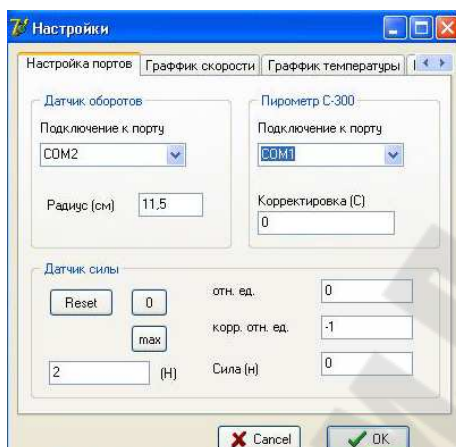 Настройки
Настройка портов Граффик скорости Граффик температуры
Датчик оборотов
Подключение к порту
COM2
Радиус (см) 11,5
Пирометр С-300
Подключение к порту
COM1
Корректировка (С)
0
Датчик силы
Reset 0
max
2 (Н)
отн. ед. 0
корр. отн. ед. -1
Сила (н) 0
Cancel OK